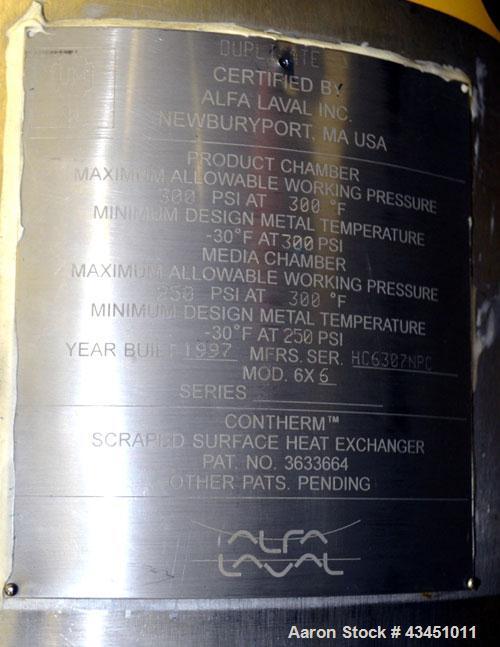 DUPLICATE
CERTIFIED BY
ALFA LAVAL INC.
NEWBURYPORT, MA USA
PRODUCT CHAMBER
MAXIMUM ALLOWABLE WORKING PRESSURE
300 PSI AT 300 °F
MINIMUM DESIGN METAL TEMPERATURE
-30°F AT 300 PSI
MEDIA CHAMBER
MAXIMUM ALLOWABLE WORKING PRESSURE
250 PSI AT 300 °F
MINIMUM DESIGN METAL TEMPERATURE
-30°F AT 250 PSI
YEAR BUILT 1997 MFRS. SER. HC6307NPC
MOD. 6X6
SERIES
CONTHERM™
SCRAPED SURFACE HEAT EXCHANGER
PAT. NO. 3633664
OTHER PATS. PENDING
ALFA
LAVAL
Aaron Stock # 43451011